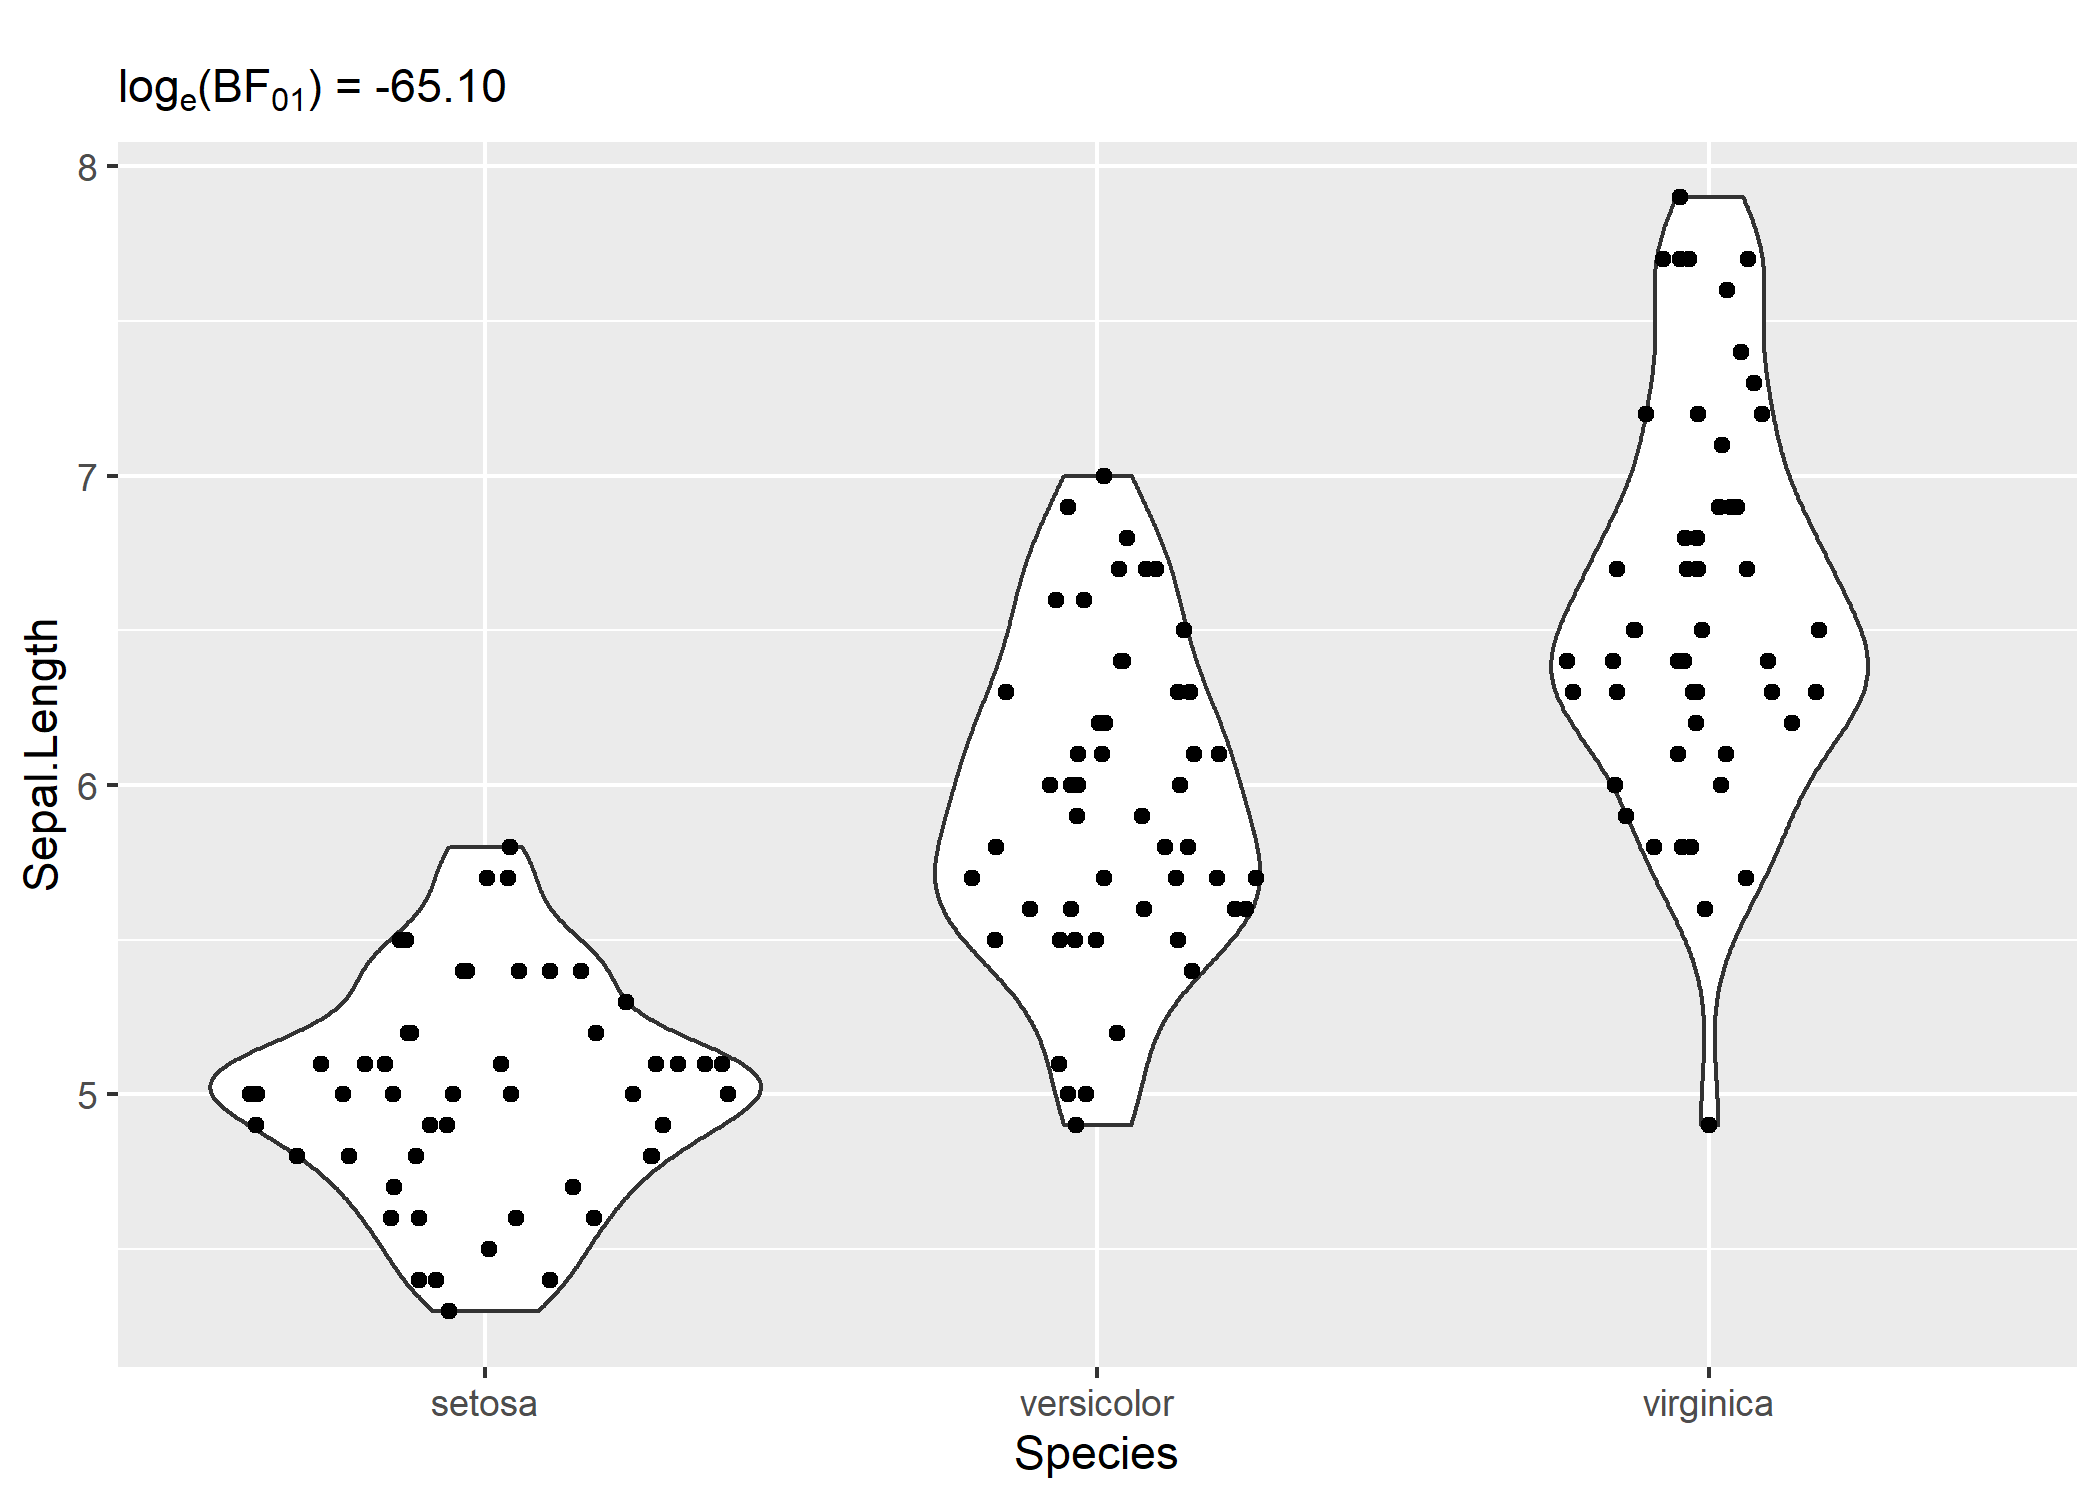 logₑ(BF₀₁) = -65.10
8
7
6
5
Sepal.Length
setosa versicolor virginica
Species